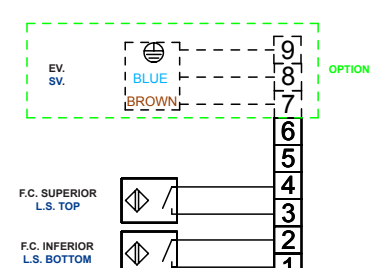 9
EV.
SV.
BLUE
8
OPTION
BROWN
7
6
5
F.C. SUPERIOR
L.S. TOP
4
3
F.C. INFERIOR
L.S. BOTTOM
2
1